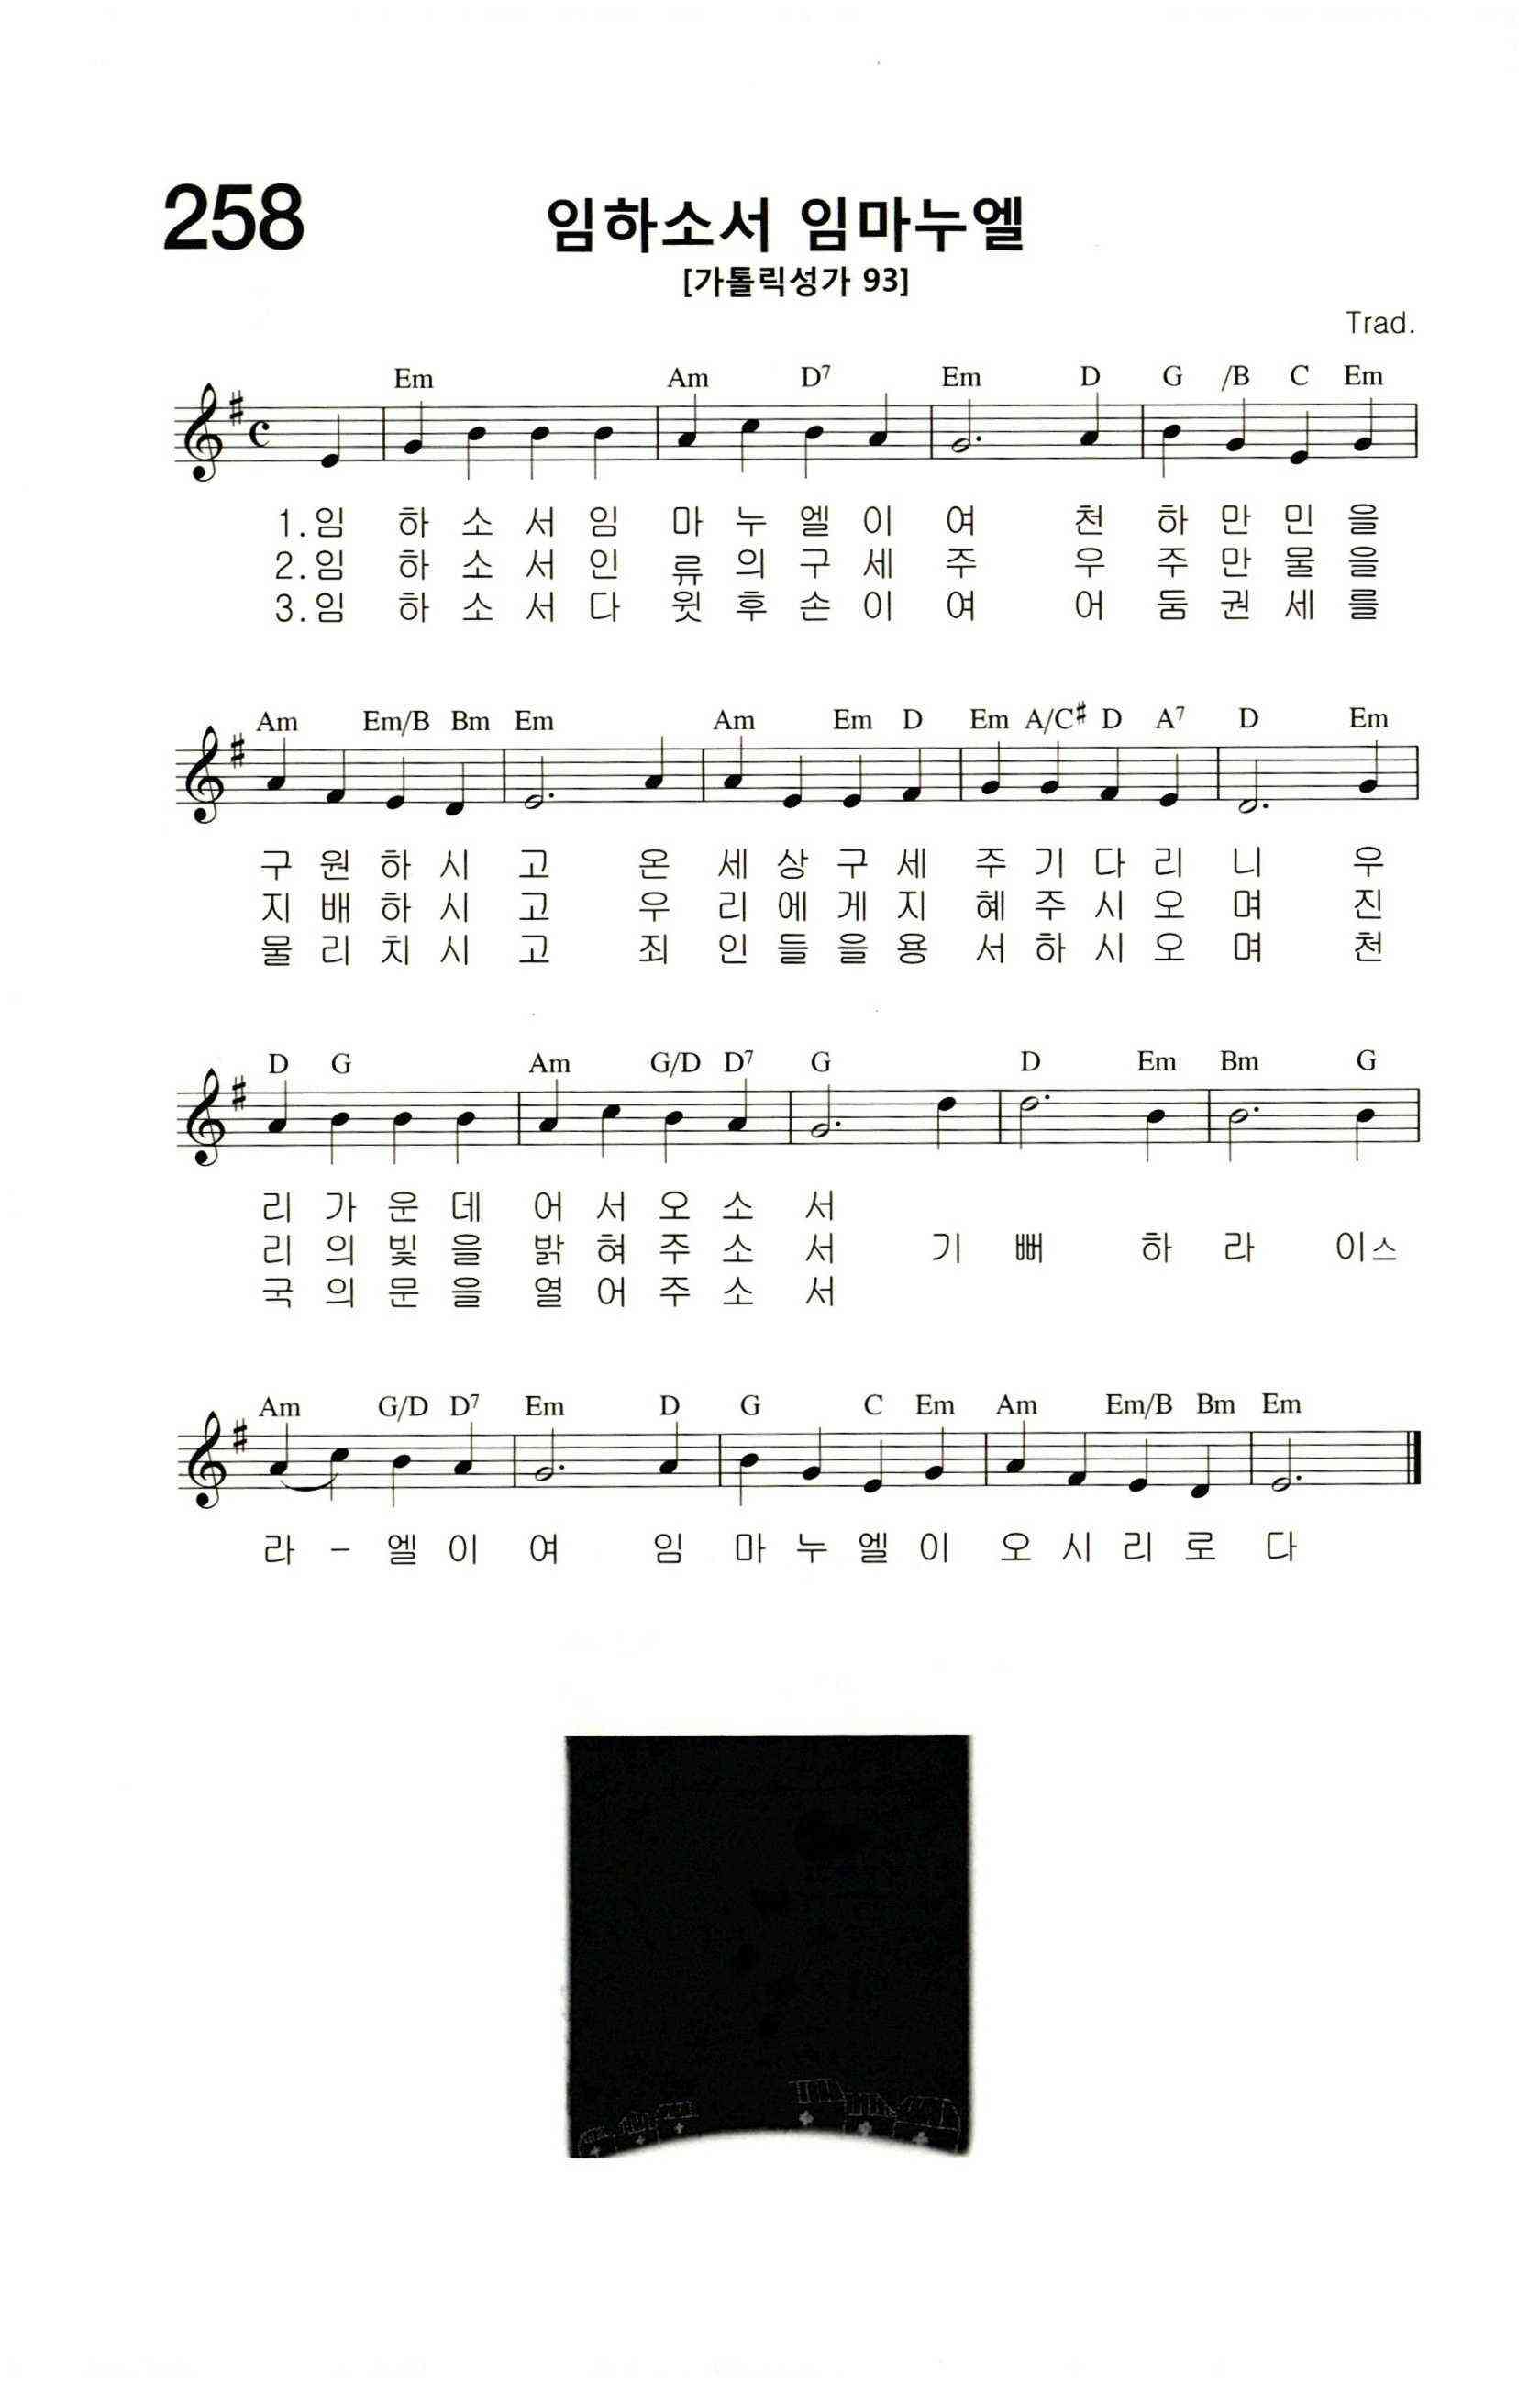 258
임하소서 임마누엘
[가톨릭성가 93]
Trad.
Em Am D7 Em D G /B C Em
1.임 하 소 서 임 마 누 엘 이 여 천 하 만 민 을
2.임 하 소 서 인 류 의 구 세 주 우 주 만 물 을
3.임 하 소 서 다 윗 후 손 이 여 어 둠 권 세 를
Am Em/B Bm Em Am Em D Em A/C# D A7 D Em
구 원 하 시 고 온 세 상 구 세 주 기 다 리 니 우
지 배 하 시 고 우 리 에 게 지 혜 주 시 오 며 진
물 리 치 시 고 죄 인 들 을 용 서 하 시 오 며 천
D G Am G/D D7 G D Em Bm G
리 가 운 데 어 서 오 소 서
리 의 빛 을 밝 혀 주 소 서 기 뻐 하 라 이스
국 의 문 을 열 어 주 소 서
Am G/D D7 Em D G C Em Am Em/B Bm Em
라 - 엘 이 여 임 마 누 엘 이 오 시 리 로 다